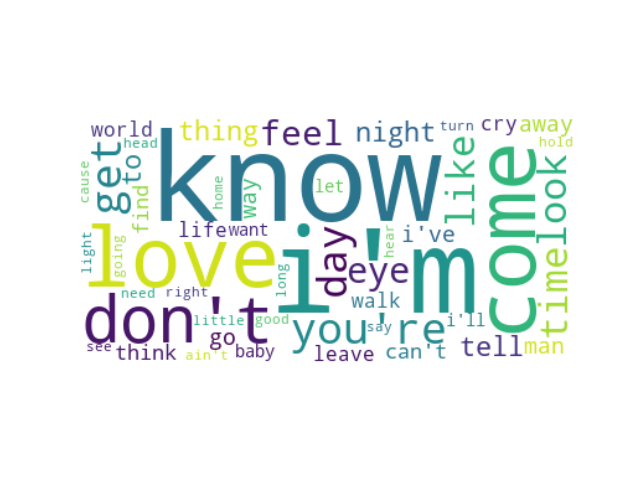 world
thing
feel
night
turn
cry
away
head
hold
cause
get
to
find
know
home
way
let
like
come
look
time
life
want
i've
hear
day
eye
love
i'm
light
going
long
need
right
walk
don't
little
good
you're
say
i'll
see
think
ain't
go
baby
leave
can't
tell
man